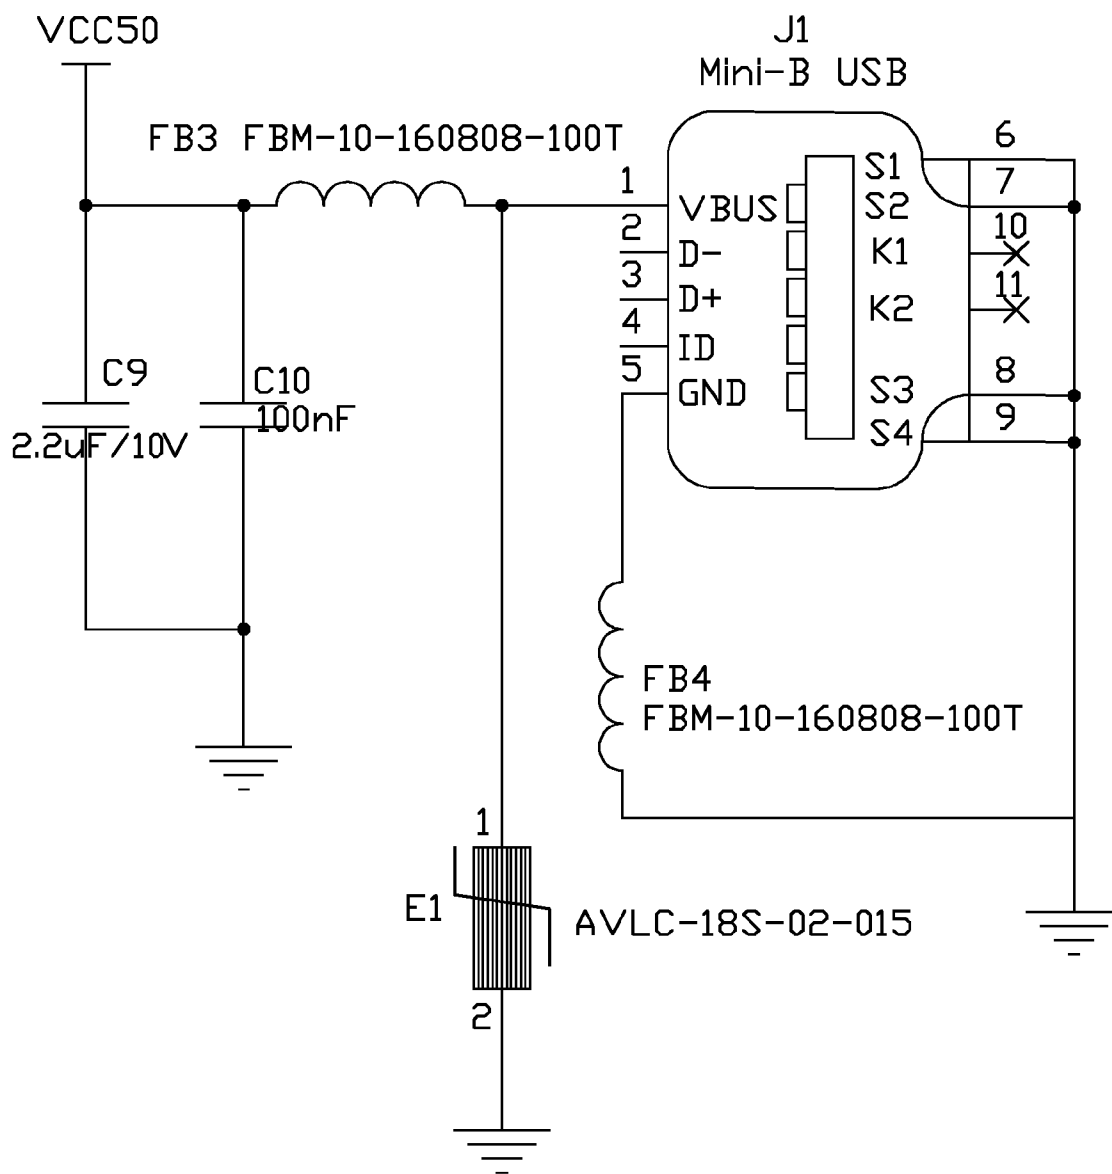 VCC50
J1
Mini-B USB
FB3 FBM-10-160808-100T
1
VBUS
2
D-
3
D+
4
ID
5
GND
S1
6
S2
7
K1
10
K2
11
S3
8
S4
9
C9
2.2uF/10V
C10
100nF
FB4
FBM-10-160808-100T
1
E1
AVLC-18S-02-015
2